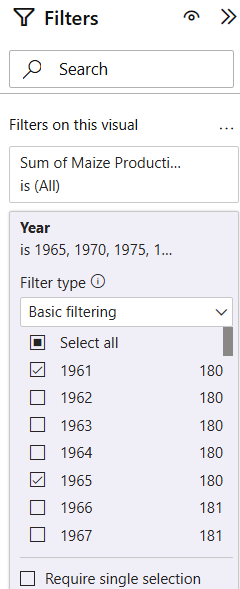 Filters
Search
Filters on this visual
Sum of Maize Producti...
is (All)
Year
is 1965, 1970, 1975, 1...
Filter type
Basic filtering
Select all
1961 180
1962 180
1963 180
1964 180
1965 180
1966 181
1967 181
Require single selection